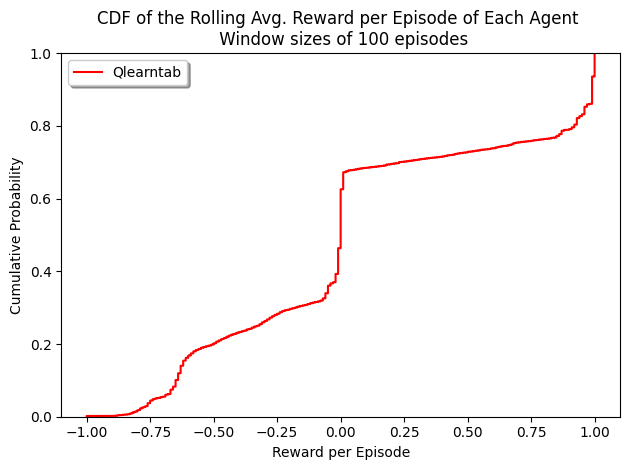 CDF of the Rolling Avg. Reward per Episode of Each Agent
Window sizes of 100 episodes
Qlearntab
1.0
0.8
0.6
0.4
0.2
0.0
Cumulative Probability
−1.00 −0.75 −0.50 −0.25 0.00 0.25 0.50 0.75 1.00
Reward per Episode